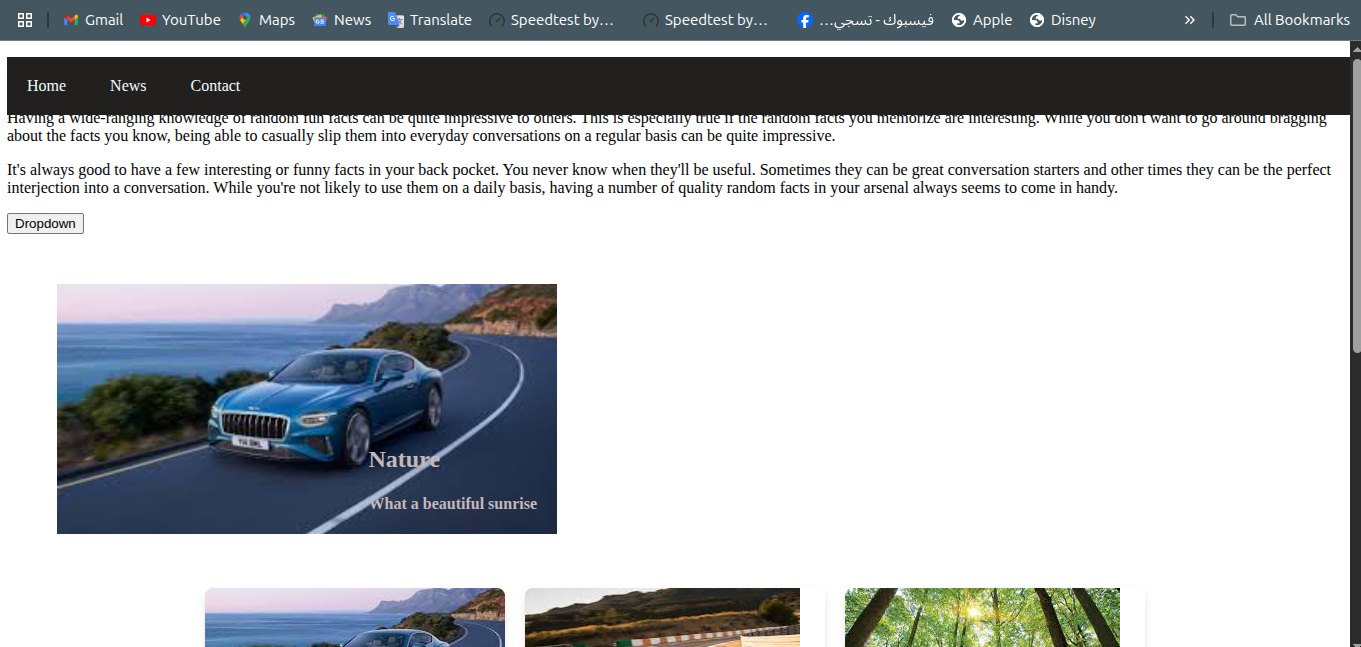 Gmail YouTube Maps News Translate Speedtest by… Speedtest by… فيسبوك - تسجي… Apple Disney » All Bookmarks
Home News Contact
Having a wide-ranging knowledge of random fun facts can be quite impressive to others. This is especially true if the random facts you memorize are interesting. While you don't want to go around bragging
about the facts you know, being able to casually slip them into everyday conversations on a regular basis can be quite impressive.
It's always good to have a few interesting or funny facts in your back pocket. You never know when they'll be useful. Sometimes they can be great conversation starters and other times they can be the perfect
interjection into a conversation. While you're not likely to use them on a daily basis, having a number of quality random facts in your arsenal always seems to come in handy.
Dropdown
Nature
What a beautiful sunrise